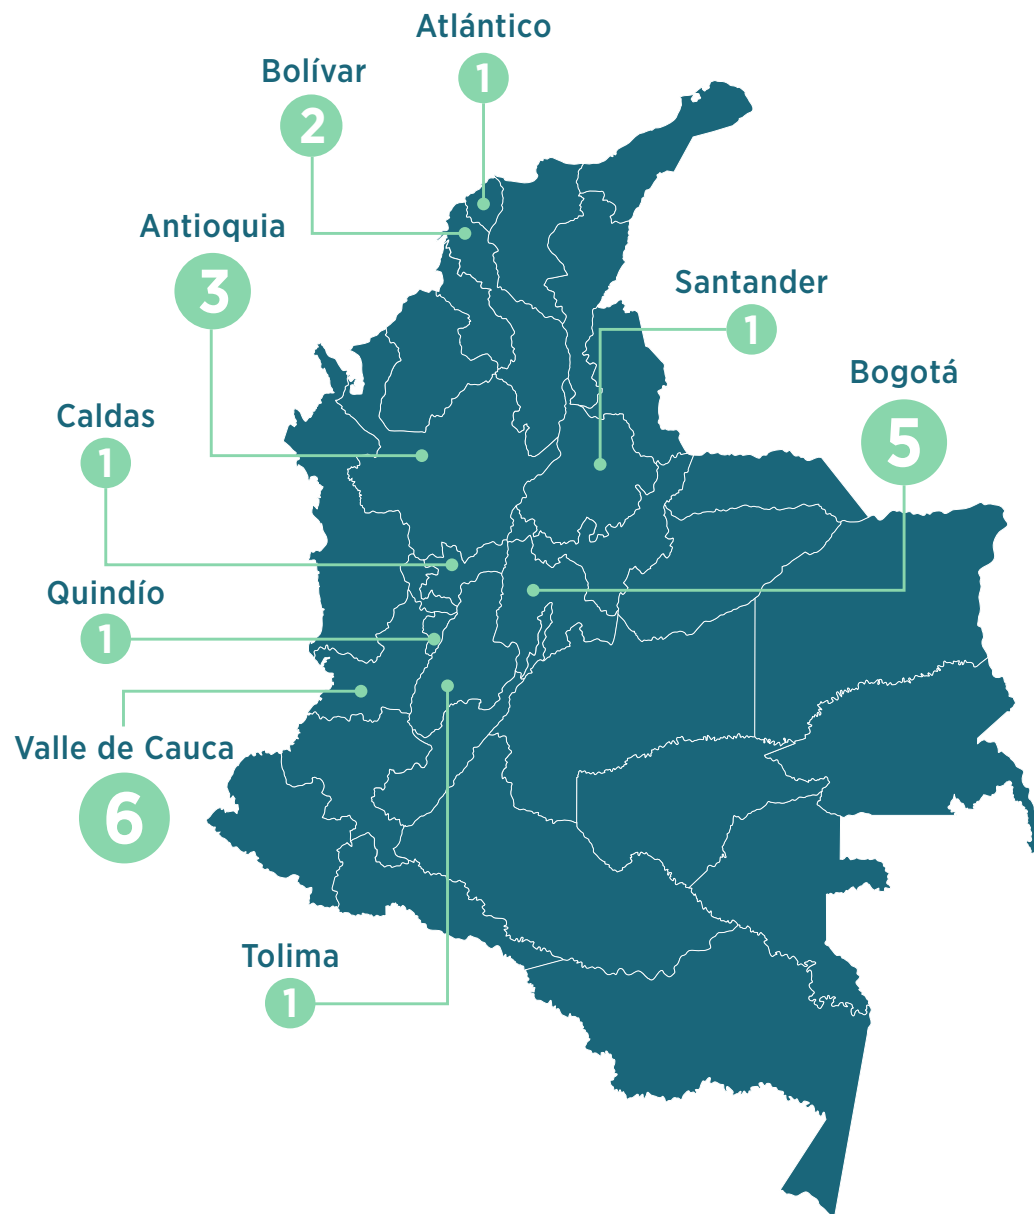 Atlántico
1
Bolívar
2
Antioquia
3
Santander
1
Bogotá
5
Caldas
1
Quindío
1
Valle de Cauca
6
Tolima
1